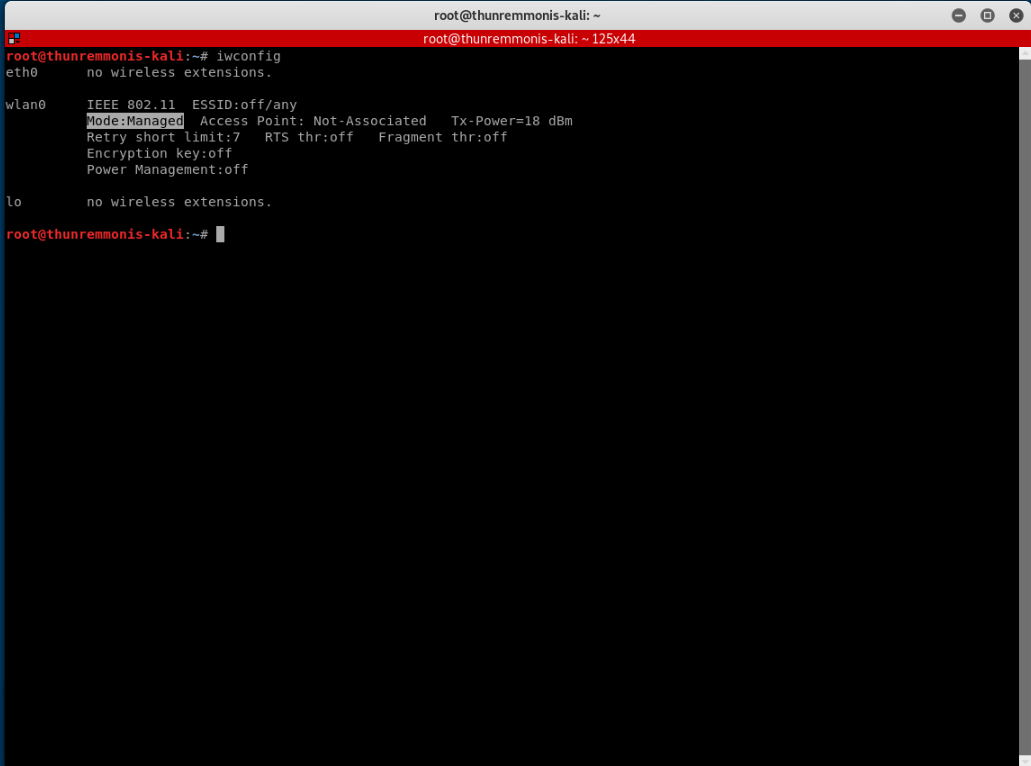 root@thunremmonis-kali: ~
root@thunremmonis-kali: ~ 125x44
root@thunremmonis-kali:~# iwconfig
eth0      no wireless extensions.
wlan0     IEEE 802.11  ESSID:off/any
          Mode:Managed  Access Point: Not-Associated   Tx-Power=18 dBm
          Retry short limit:7   RTS thr:off   Fragment thr:off
          Encryption key:off
          Power Management:off
lo        no wireless extensions.
root@thunremmonis-kali:~#